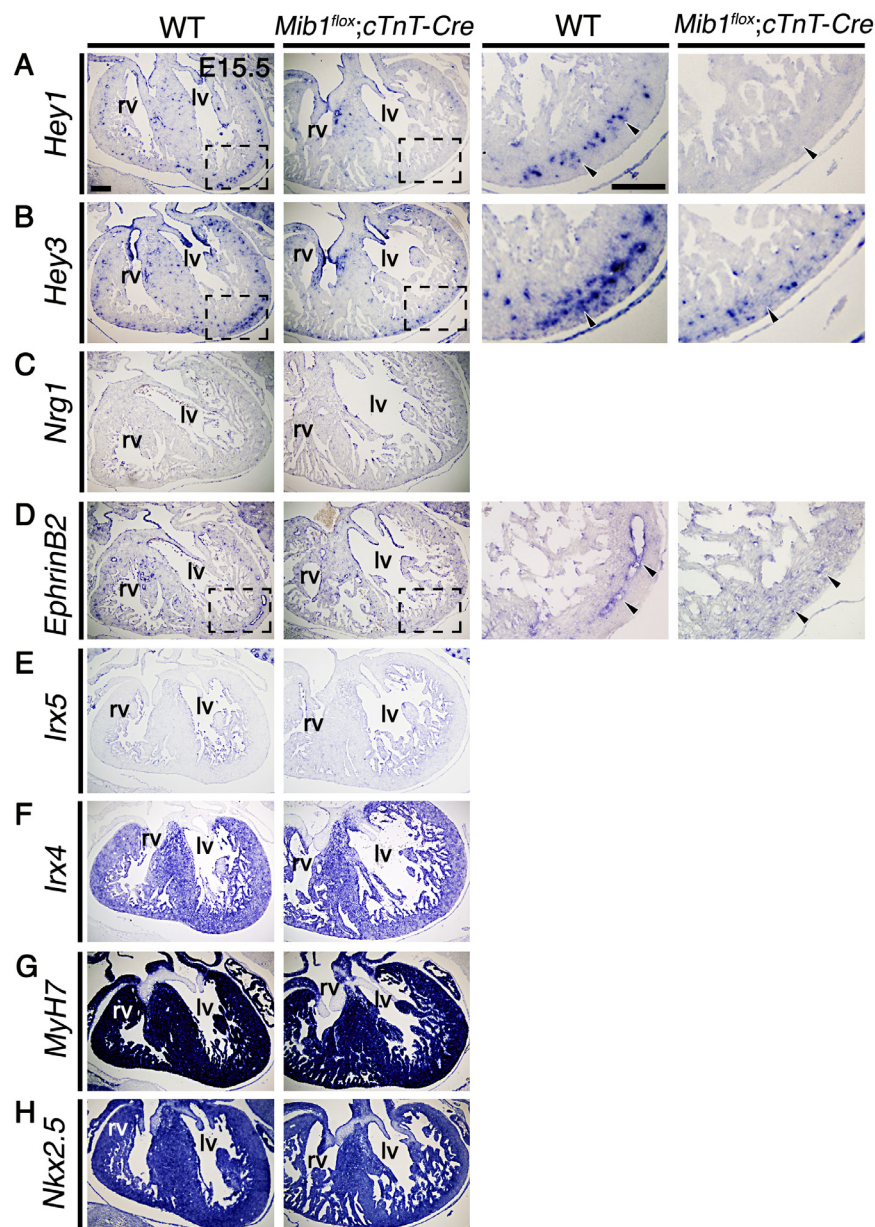 WT Mib1flox;cTnT-Cre WT Mib1flox;cTnT-Cre
A Hey1 E15.5 rv lv rv lv
B Hey3 rv lv rv lv
C Nrg1 rv lv rv lv
D EphrinB2 rv lv rv lv
E Irx5 rv lv rv lv
F Irx4 rv lv rv lv
G MyH7 rv lv rv lv
H Nkx2.5 rv lv rv lv